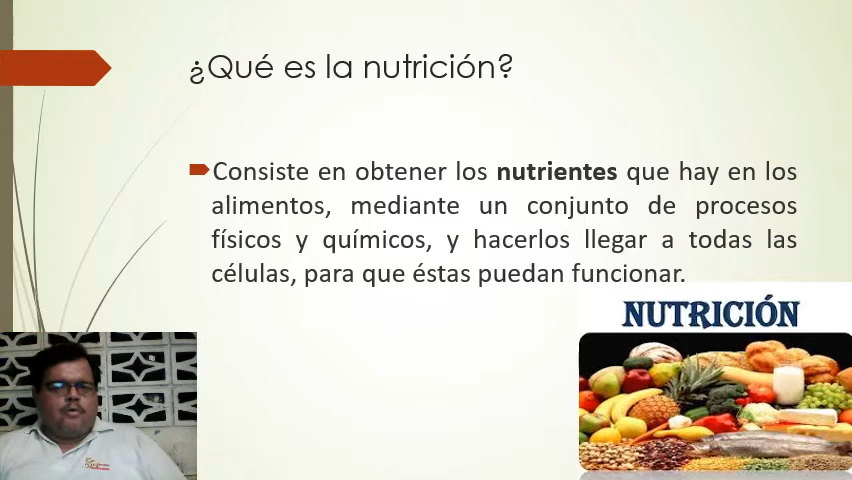 ¿Qué es la nutrición?
Consiste en obtener los nutrientes que hay en los
alimentos, mediante un conjunto de procesos
físicos y químicos, y hacerlos llegar a todas las
células, para que éstas puedan funcionar.
NUTRICIÓN